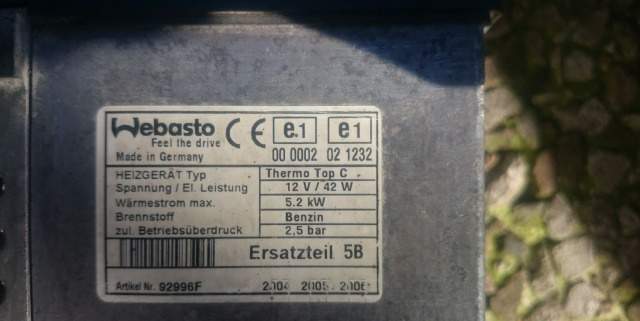 Webasto CE e1 e1
Feel the drive
Made in Germany 00 0002 02 1232
HEIZGERÄT Typ Thermo Top C
Spannung / El. Leistung 12 V / 42 W
Wärmestrom max. 5.2 kW
Brennstoff Benzin
zul. Betriebsüberdruck 2,5 bar
Ersatzteil 5B
Artikel Nr. 92996F 2004 2005 2006